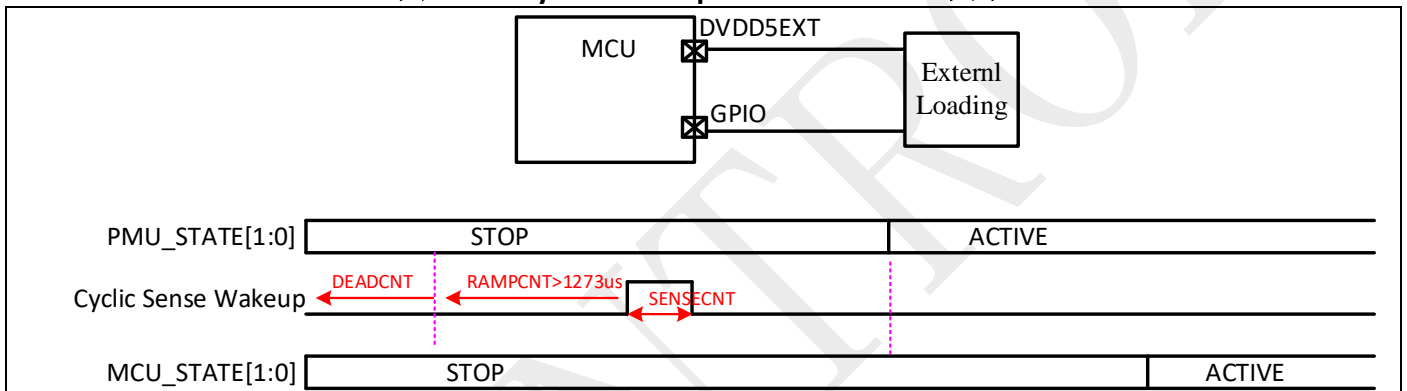 DVDD5EXT
MCU
Externl
Loading
GPIO
PMU_STATE[1:0] STOP ACTIVE
DEADCNT RAMPCNT>1273us
Cyclic Sense Wakeup SENSECNT
MCU_STATE[1:0] STOP ACTIVE